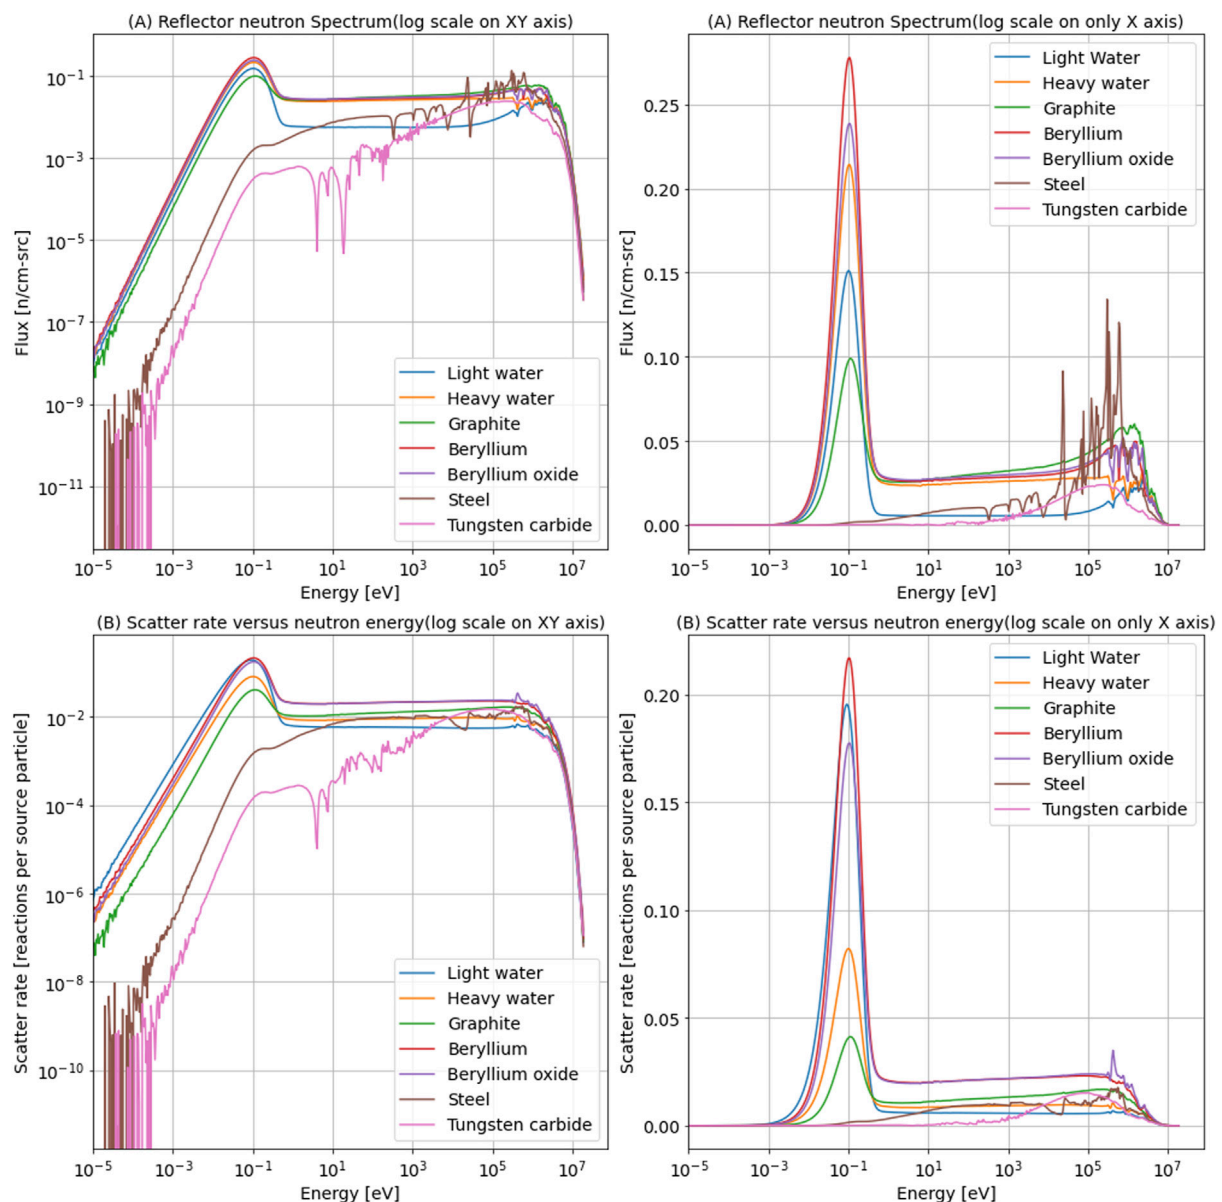 (A) Reflector neutron Spectrum(log scale on XY axis)
Flux [n/cm-src]
10⁻¹
10⁻³
10⁻⁵
10⁻⁷
10⁻⁹
10⁻¹¹
Light water
Heavy water
Graphite
Beryllium
Beryllium oxide
Steel
Tungsten carbide
10⁻⁵ 10⁻³ 10⁻¹ 10¹ 10³ 10⁵ 10⁷
Energy [eV]
(A) Reflector neutron Spectrum(log scale on only X axis)
Flux [n/cm-src]
0.25
0.20
0.15
0.10
0.05
0.00
Light Water
Heavy water
Graphite
Beryllium
Beryllium oxide
Steel
Tungsten carbide
10⁻⁵ 10⁻³ 10⁻¹ 10¹ 10³ 10⁵ 10⁷
Energy [eV]
(B) Scatter rate versus neutron energy(log scale on XY axis)
Scatter rate [reactions per source particle]
10⁻²
10⁻⁴
10⁻⁶
10⁻⁸
10⁻¹⁰
Light water
Heavy water
Graphite
Beryllium
Beryllium oxide
Steel
Tungsten carbide
10⁻⁵ 10⁻³ 10⁻¹ 10¹ 10³ 10⁵ 10⁷
Energy [eV]
(B) Scatter rate versus neutron energy(log scale on only X axis)
Scatter rate [reactions per source particle]
0.20
0.15
0.10
0.05
0.00
Light Water
Heavy water
Graphite
Beryllium
Beryllium oxide
Steel
Tungsten carbide
10⁻⁵ 10⁻³ 10⁻¹ 10¹ 10³ 10⁵ 10⁷
Energy [eV]